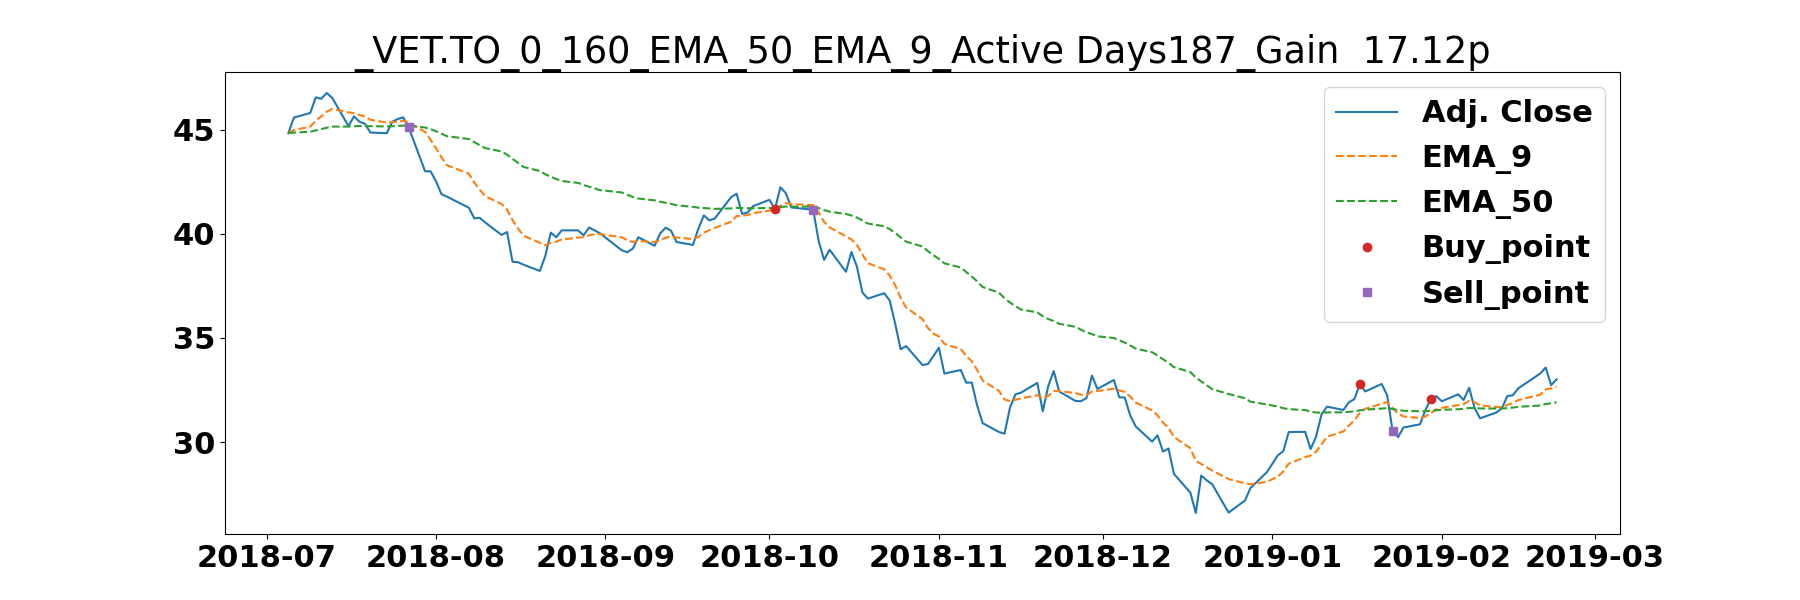 _VET.TO_0_160_EMA_50_EMA_9_Active Days187_Gain  17.12p
45
40
35
30
Adj. Close
EMA_9
EMA_50
Buy_point
Sell_point
2018-07 2018-08 2018-09 2018-10 2018-11 2018-12 2019-01 2019-02 2019-03